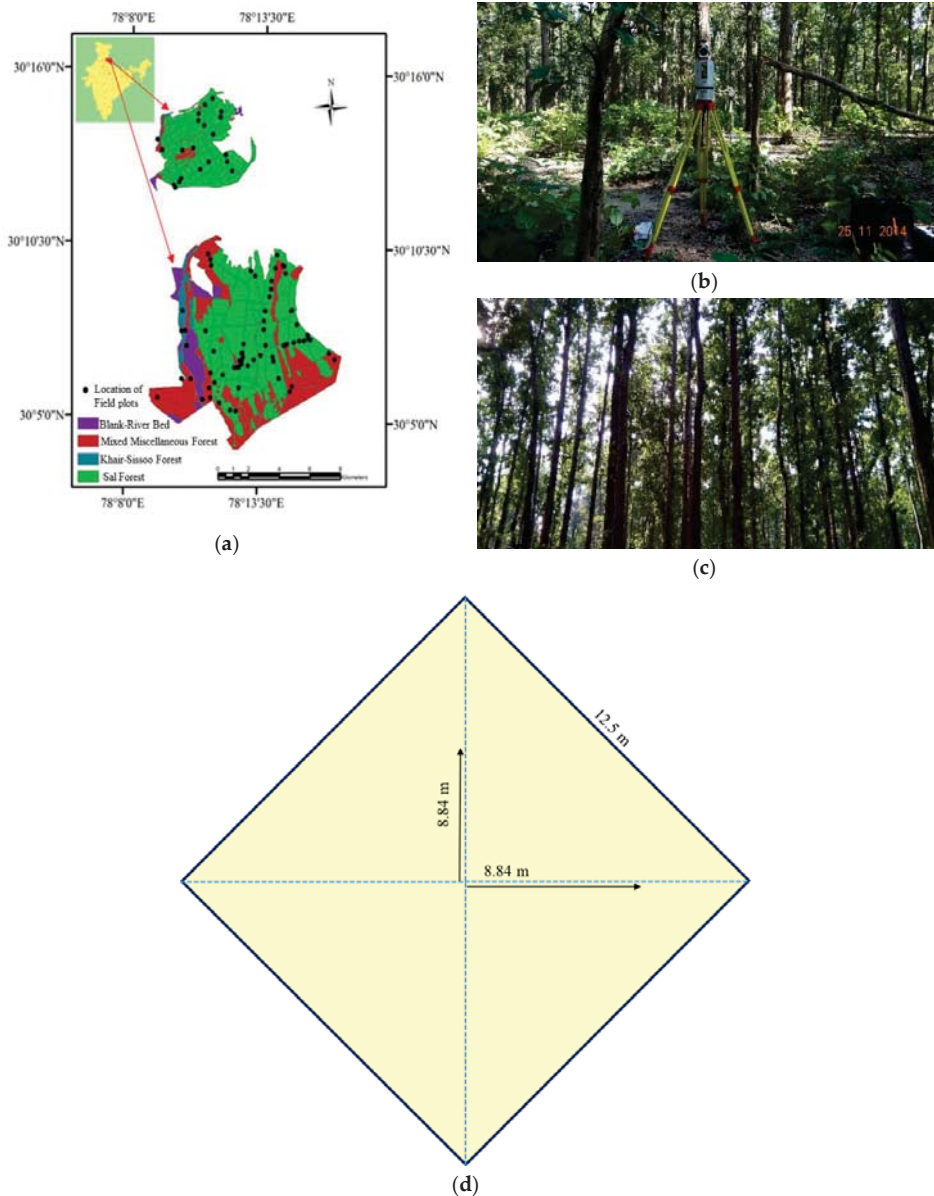 78°8'0"E 78°13'30"E
30°16'0"N
30°16'0"N
N
30°10'30"N
30°10'30"N
Location of
Field plots
30°5'0"N
30°5'0"N
Blank-River Bed
Mixed Miscellaneous Forest
Khair-Sissoo Forest
Sal Forest
Kilometers
78°8'0"E 78°13'30"E
(a)
25 11 2014
(b)
(c)
12.5 m
8.84 m
8.84 m
(d)